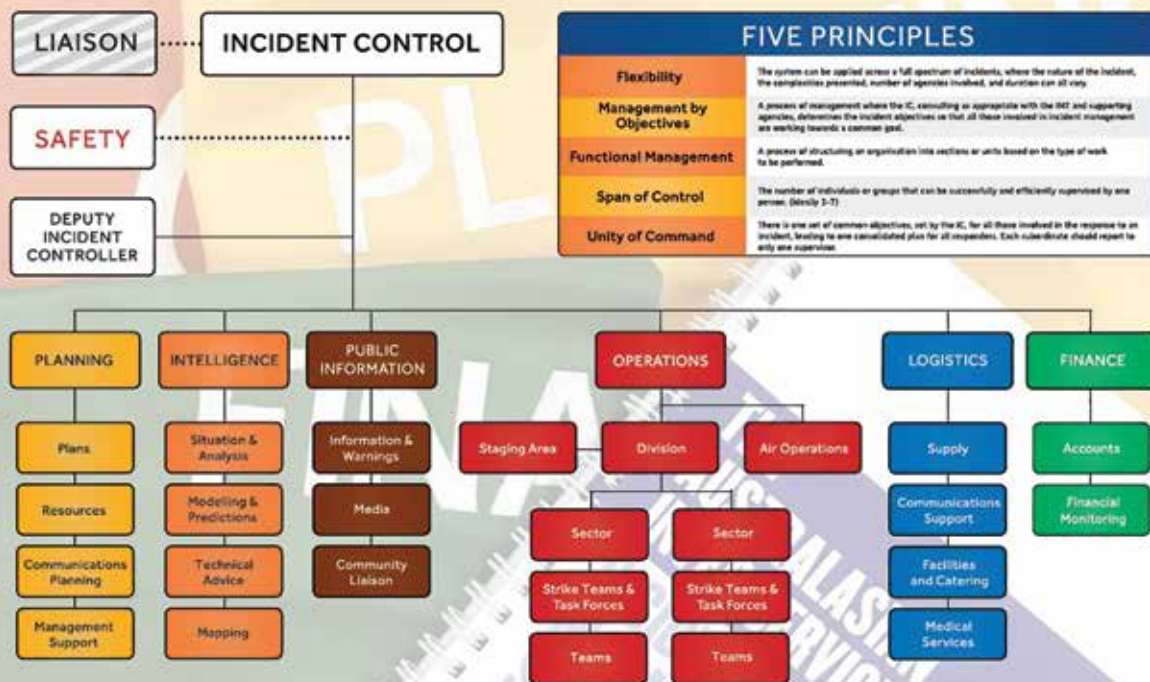 LIAISON
INCIDENT CONTROL
SAFETY
DEPUTY
INCIDENT
CONTROLLER
FIVE PRINCIPLES
Flexibility
The system can be applied across a full spectrum of incidents, where the nature of the incident,
the complexities presented, number of agencies involved, and duration can all vary.
Management by
Objectives
A process of management where the IC, consulting as appropriate with the IMT and supporting
agencies, determines the incident objectives so that all those involved in incident management
are working towards a common goal.
Functional Management
A process of structuring an organisation into sections or units based on the type of work
to be performed.
Span of Control
The number of individuals or groups that can be successfully and efficiently supervised by one
person. (Ideally 3-7)
Unity of Command
There is one set of common objectives, set by the IC, for all those involved in the response to an
incident, leading to one consolidated plan for all responders. Each subordinate should report to
only one supervisor.
PLANNING
Plans
Resources
Communications
Planning
Management
Support
INTELLIGENCE
Situation &
Analysis
Modelling &
Predictions
Technical
Advice
Mapping
PUBLIC
INFORMATION
Information &
Warnings
Media
Community
Liaison
OPERATIONS
Staging Area
Division
Air Operations
Sector
Strike Teams &
Task Forces
Teams
Sector
Strike Teams &
Task Forces
Teams
LOGISTICS
Supply
Communications
Support
Facilities
and Catering
Medical
Services
FINANCE
Accounts
Financial
Monitoring
PL
FINA